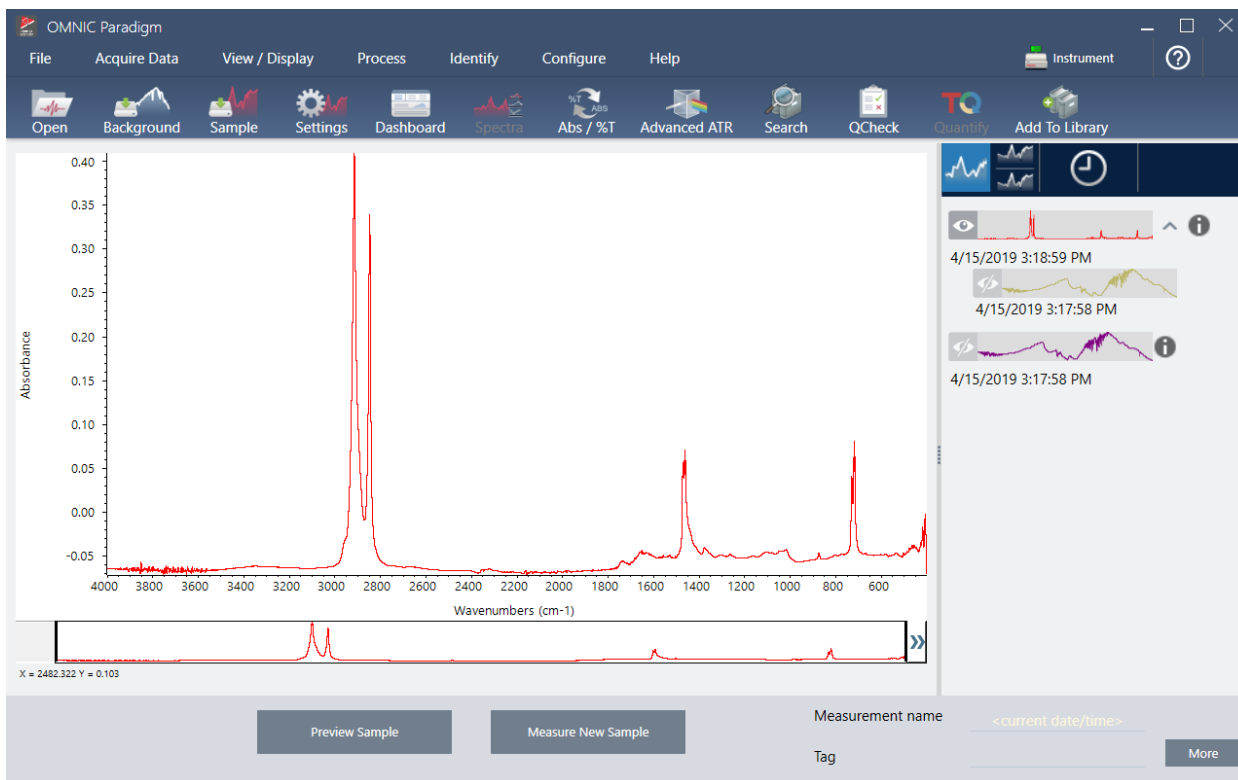 OMNIC Paradigm
File Acquire Data View / Display Process Identify Configure Help Instrument
%T ABS TQ
Open Background Sample Settings Dashboard Spectra Abs / %T Advanced ATR Search QCheck Quantify Add To Library
0.40
0.35
0.30
0.25
0.20
0.15
0.10
0.05
0.00
-0.05
Absorbance
4000 3800 3600 3400 3200 3000 2800 2600 2400 2200 2000 1800 1600 1400 1200 1000 800 600
Wavenumbers (cm-1)
X = 2482.322 Y = 0.103
4/15/2019 3:18:59 PM
4/15/2019 3:17:58 PM
4/15/2019 3:17:58 PM
Preview Sample Measure New Sample
Measurement name <current date/time>
Tag
More